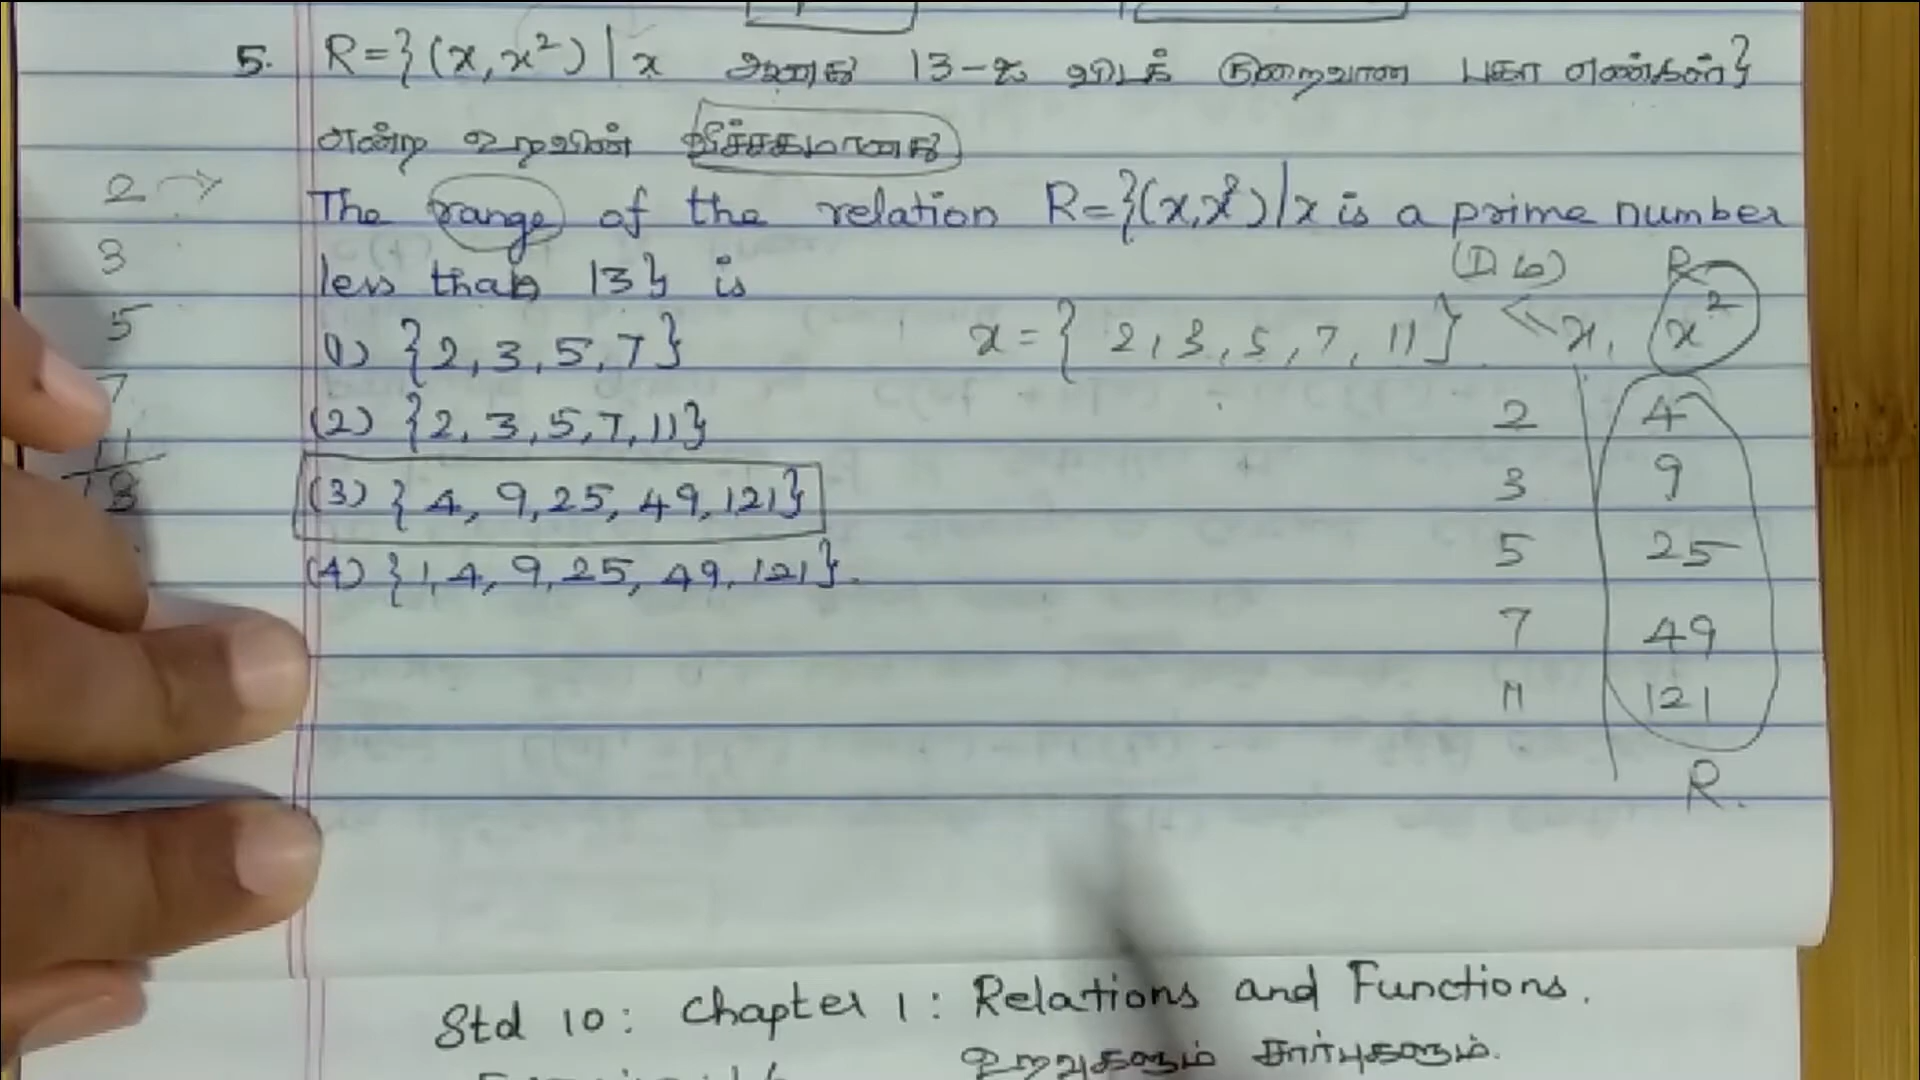 5. R={(x, x²) | x ஆனது 13-ஐ விடக் குறைவான பகா எண்கள்}
என்ற உறவின் வீச்சகமானது
The range of the relation R={(x,x²)/x is a prime number
less than 13} is
(1) {2, 3, 5, 7}
(2) {2, 3, 5, 7, 11}
(3) { 4, 9, 25, 49, 121}
(4) {1, 4, 9, 25, 49, 121}.
2
3
5
7
11
13
x = { 2, 3, 5, 7, 11}
R
x, x²
2 4
3 9
5 25
7 49
11 121
R.
Std 10: Chapter 1: Relations and Functions.
உறவுகளும் சார்புகளும்.